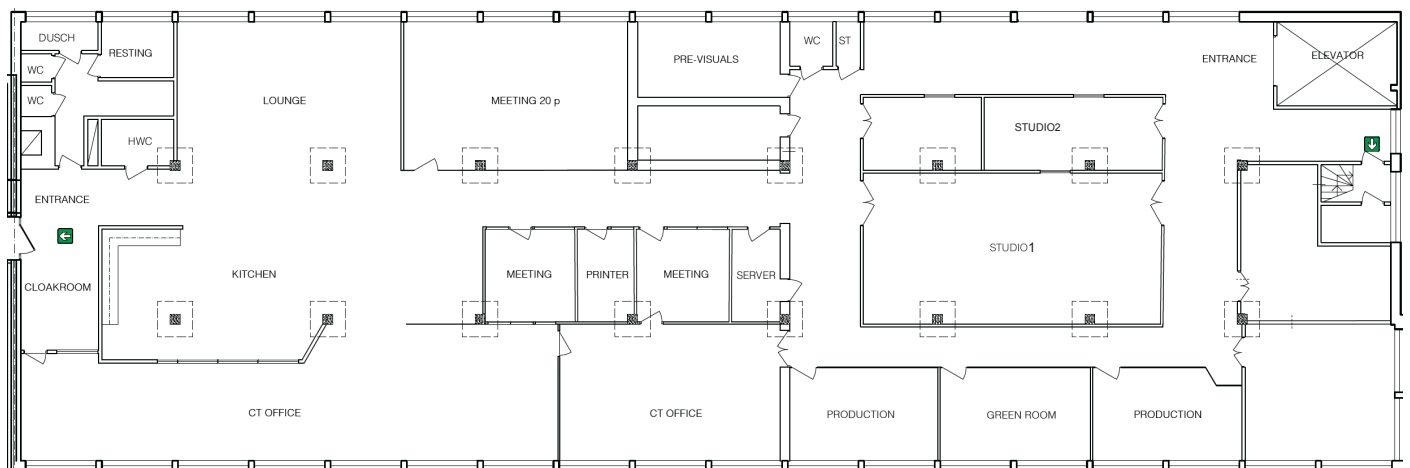 DUSCH
RESTING
WC
WC
HWC
LOUNGE
MEETING 20 p
PRE-VISUALS
WC
ST
ENTRANCE
ELEVATOR
STUDIO2
ENTRANCE
STUDIO1
CLOAKROOM
KITCHEN
MEETING
PRINTER
MEETING
SERVER
CT OFFICE
CT OFFICE
PRODUCTION
GREEN ROOM
PRODUCTION